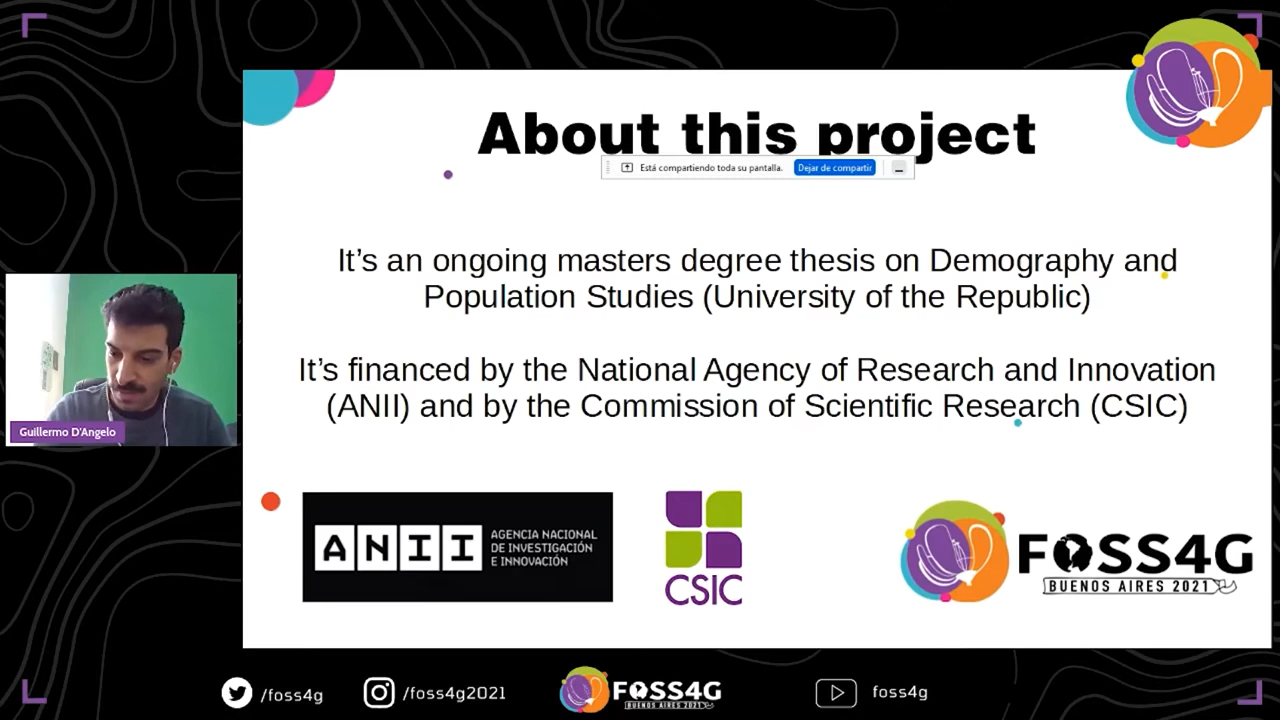 About this project
Está compartiendo toda su pantalla. Dejar de compartir
It's an ongoing masters degree thesis on Demography and
Population Studies (University of the Republic)
It's financed by the National Agency of Research and Innovation
(ANII) and by the Commission of Scientific Research (CSIC)
Guillermo D'Angelo
ANII
AGENCIA NACIONAL
DE INVESTIGACIÓN
E INNOVACIÓN
CSIC
FOSS4G
BUENOS AIRES 2021
/foss4g
/foss4g2021
FOSS4G
BUENOS AIRES 2021
foss4g